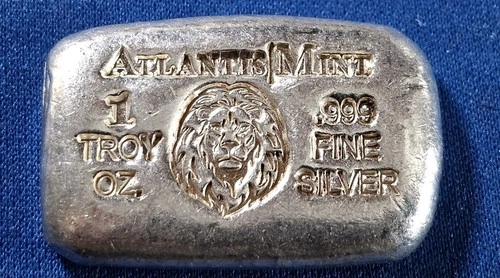 ATLANTIS MINT
1
TROY
OZ.
.999
FINE
SILVER